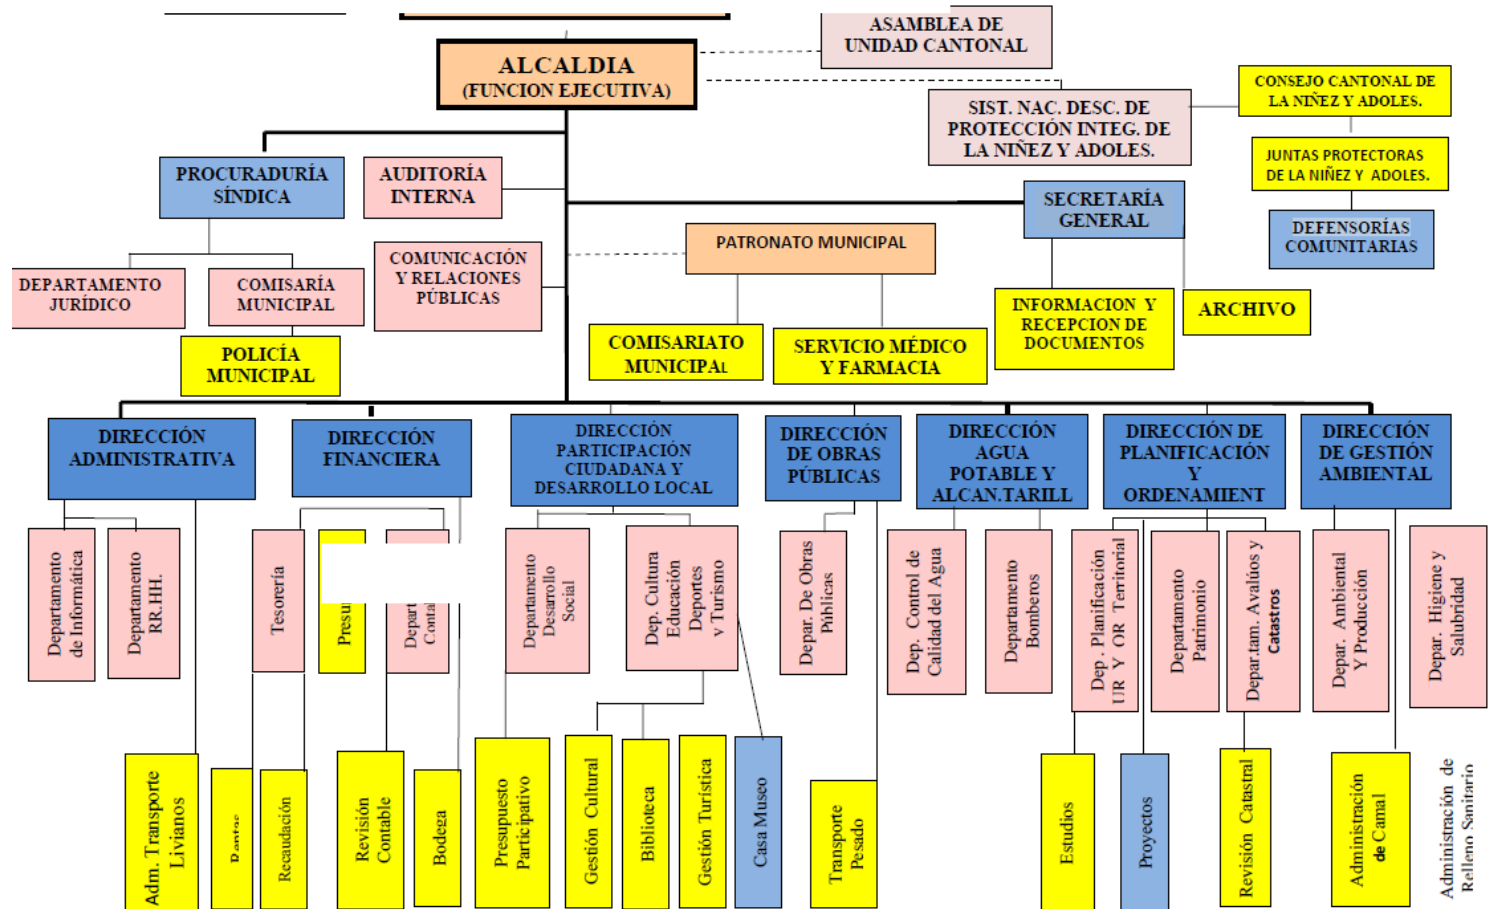 ASAMBLEA DE
UNIDAD CANTONAL
ALCALDIA
(FUNCION EJECUTIVA)
CONSEJO CANTONAL DE
LA NIÑEZ Y ADOLES.
SIST. NAC. DESC. DE
PROTECCIÓN INTEG. DE
LA NIÑEZ Y ADOLES.
JUNTAS PROTECTORAS
DE LA NIÑEZ Y ADOLES.
DEFENSORÍAS
COMUNITARIAS
PROCURADURÍA
SÍNDICA
AUDITORÍA
INTERNA
SECRETARÍA
GENERAL
PATRONATO MUNICIPAL
COMUNICACIÓN
Y RELACIONES
PÚBLICAS
DEPARTAMENTO
JURÍDICO
COMISARÍA
MUNICIPAL
POLICÍA
MUNICIPAL
COMISARIATO
MUNICIPAL
SERVICIO MÉDICO
Y FARMACIA
INFORMACION Y
RECEPCION DE
DOCUMENTOS
ARCHIVO
DIRECCIÓN
ADMINISTRATIVA
DIRECCIÓN
FINANCIERA
DIRECCIÓN
PARTICIPACIÓN
CIUDADANA Y
DESARROLLO LOCAL
DIRECCIÓN
DE OBRAS
PÚBLICAS
DIRECCIÓN
AGUA
POTABLE Y
ALCAN.TARILL
DIRECCIÓN DE
PLANIFICACIÓN
Y
ORDENAMIENT
DIRECCIÓN
DE GESTIÓN
AMBIENTAL
Departamento
de Informática
Departamento
RR.HH.
Tesorería
Presu
Depart
Conta
Departamento
Desarrollo
Social
Dep. Cultura
Educación
Deportes
y Turismo
Depar. De Obras
Públicas
Dep. Control de
Calidad del Agua
Departamento
Bomberos
Dep. Planificación
UR Y OR Territorial
Departamento
Patrimonio
Depar.tam. Avalúos y
Catastros
Depar. Ambiental
Y Producción
Depar. Higiene y
Salubridad
Adm. Transporte
Livianos
Rentas
Recaudación
Revisión
Contable
Bodega
Presupuesto
Participativo
Gestión Cultural
Biblioteca
Gestión Turística
Casa Museo
Transporte
Pesado
Estudios
Proyectos
Revisión Catastral
Administración
de Camal
Administración de
Relleno Sanitario